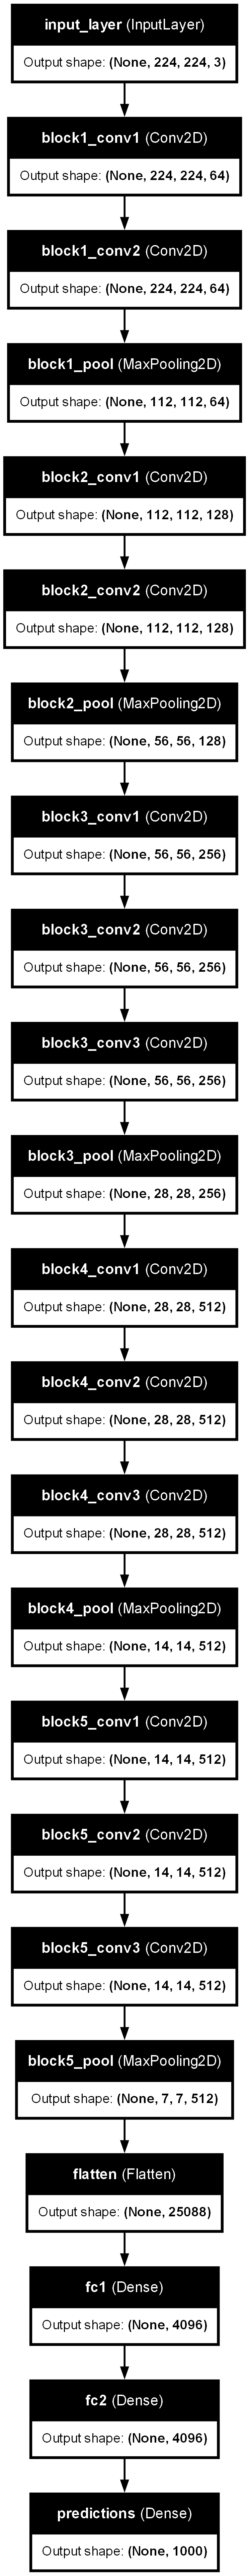 input_layer (InputLayer)
Output shape: (None, 224, 224, 3)
block1_conv1 (Conv2D)
Output shape: (None, 224, 224, 64)
block1_conv2 (Conv2D)
Output shape: (None, 224, 224, 64)
block1_pool (MaxPooling2D)
Output shape: (None, 112, 112, 64)
block2_conv1 (Conv2D)
Output shape: (None, 112, 112, 128)
block2_conv2 (Conv2D)
Output shape: (None, 112, 112, 128)
block2_pool (MaxPooling2D)
Output shape: (None, 56, 56, 128)
block3_conv1 (Conv2D)
Output shape: (None, 56, 56, 256)
block3_conv2 (Conv2D)
Output shape: (None, 56, 56, 256)
block3_conv3 (Conv2D)
Output shape: (None, 56, 56, 256)
block3_pool (MaxPooling2D)
Output shape: (None, 28, 28, 256)
block4_conv1 (Conv2D)
Output shape: (None, 28, 28, 512)
block4_conv2 (Conv2D)
Output shape: (None, 28, 28, 512)
block4_conv3 (Conv2D)
Output shape: (None, 28, 28, 512)
block4_pool (MaxPooling2D)
Output shape: (None, 14, 14, 512)
block5_conv1 (Conv2D)
Output shape: (None, 14, 14, 512)
block5_conv2 (Conv2D)
Output shape: (None, 14, 14, 512)
block5_conv3 (Conv2D)
Output shape: (None, 14, 14, 512)
block5_pool (MaxPooling2D)
Output shape: (None, 7, 7, 512)
flatten (Flatten)
Output shape: (None, 25088)
fc1 (Dense)
Output shape: (None, 4096)
fc2 (Dense)
Output shape: (None, 4096)
predictions (Dense)
Output shape: (None, 1000)